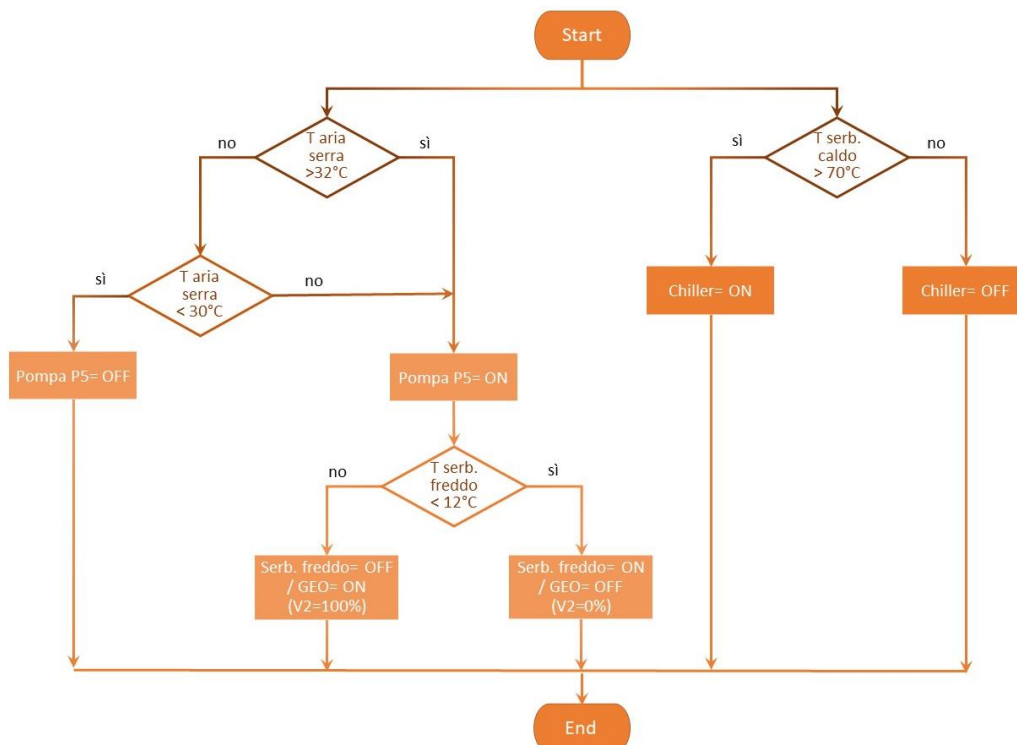 Start
no
T aria
serra
>32°C
sì
sì
T serb.
caldo
> 70°C
no
sì
T aria
serra
< 30°C
no
Chiller= ON
Chiller= OFF
Pompa P5= OFF
Pompa P5= ON
no
T serb.
freddo
< 12°C
sì
Serb. freddo= OFF
/ GEO= ON
(V2=100%)
Serb. freddo= ON
/ GEO= OFF
(V2=0%)
End